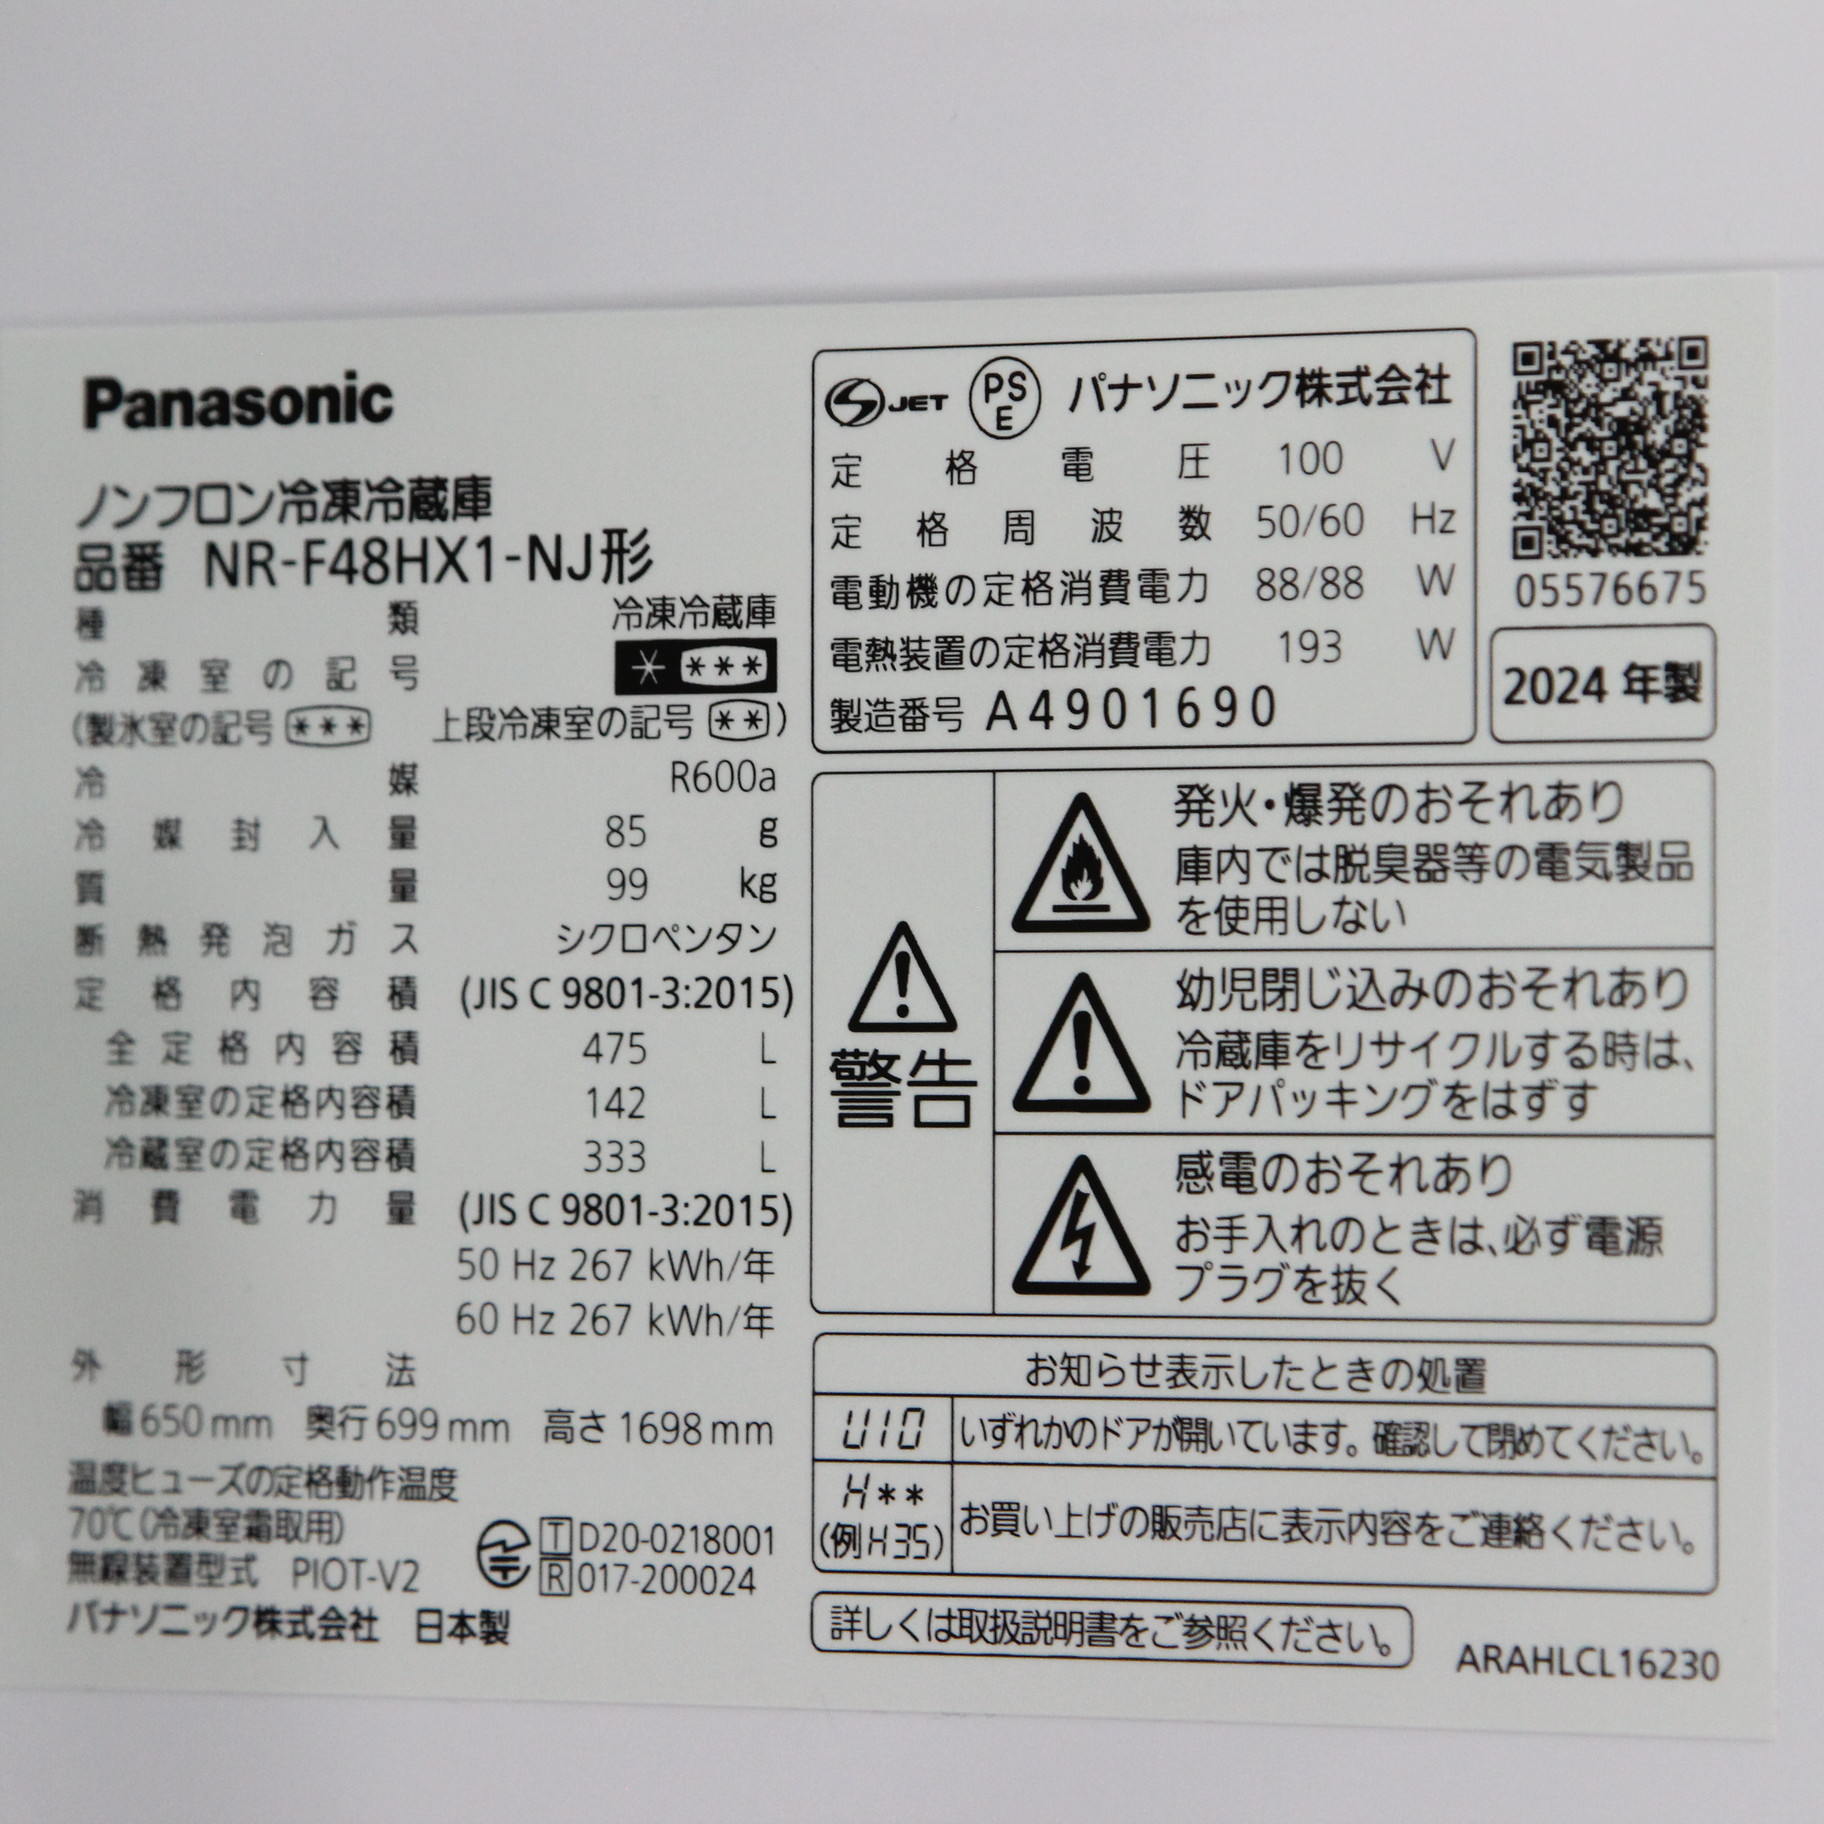 Panasonic
ノンフロン冷凍冷蔵庫
品番 NR-F48HX1-NJ形
種類 冷凍冷蔵庫
冷凍室の記号 * ***
(製氷室の記号 *** 上段冷凍室の記号 **)
冷媒 R600a
冷媒封入量 85 g
質量 99 kg
断熱発泡ガス シクロペンタン
定格内容積 (JIS C 9801-3:2015)
全定格内容積 475 L
冷凍室の定格内容積 142 L
冷蔵室の定格内容積 333 L
消費電力量 (JIS C 9801-3:2015)
50 Hz 267 kWh/年
60 Hz 267 kWh/年
外形寸法
幅650mm 奥行699mm 高さ1698mm
温度ヒューズの定格動作温度
70℃(冷凍室霜取用)
無線装置型式 PIOT-V2
T D20-0218001
R 017-200024
パナソニック株式会社 日本製
S JET PSE パナソニック株式会社
定格電圧 100 V
定格周波数 50/60 Hz
電動機の定格消費電力 88/88 W
電熱装置の定格消費電力 193 W
製造番号 A4901690
05576675
2024年製
警告
発火・爆発のおそれあり
庫内では脱臭器等の電気製品
を使用しない
幼児閉じ込みのおそれあり
冷蔵庫をリサイクルする時は、
ドアパッキングをはずす
感電のおそれあり
お手入れのときは、必ず電源
プラグを抜く
お知らせ表示したときの処置
U10 いずれかのドアが開いています。確認して閉めてください。
H**
(例H35) お買い上げの販売店に表示内容をご連絡ください。
詳しくは取扱説明書をご参照ください。
ARAHLCL16230